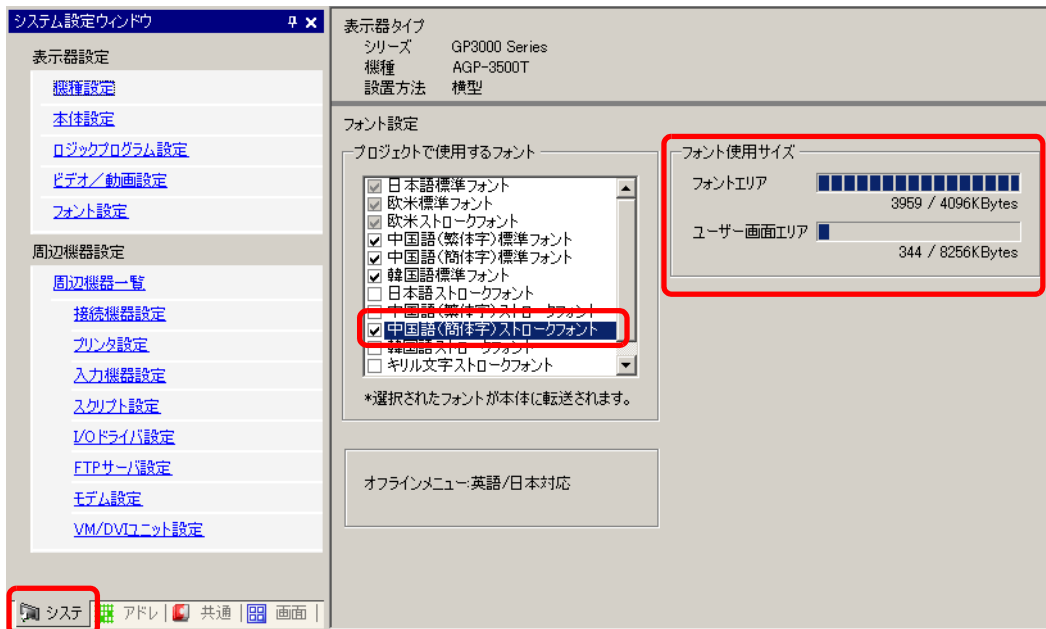 システム設定ウィンドウ
表示器設定
機種設定
本体設定
ロジックプログラム設定
ビデオ／動画設定
フォント設定
周辺機器設定
周辺機器一覧
接続機器設定
プリンタ設定
入力機器設定
スクリプト設定
I/Oドライバ設定
FTPサーバ設定
モデム設定
VM/DVIユニット設定
システ
アドレ
共通
画面
表示器タイプ
シリーズ GP3000 Series
機種 AGP-3500T
設置方法 横型
フォント設定
プロジェクトで使用するフォント
日本語標準フォント
欧米標準フォント
欧米ストロークフォント
中国語(繁体字)標準フォント
中国語(簡体字)標準フォント
韓国語標準フォント
日本語ストロークフォント
中国語(繁体字)ストロークフォント
中国語(簡体字)ストロークフォント
韓国語ストロークフォント
キリル文字ストロークフォント
*選択されたフォントが本体に転送されます。
オフラインメニュー:英語/日本対応
フォント使用サイズ
フォントエリア
3959 / 4096KBytes
ユーザー画面エリア
344 / 8256KBytes